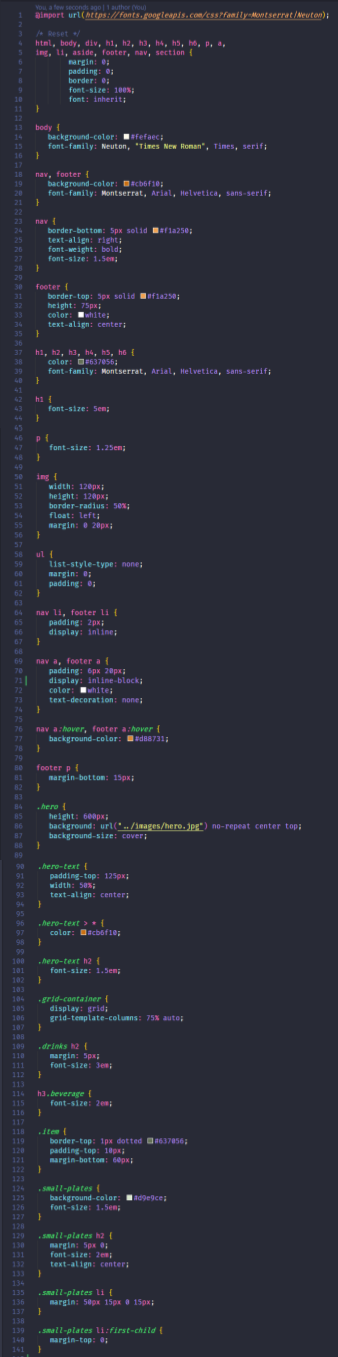 You, a few seconds ago | 1 author (You)
1 @import url(https://fonts.googleapis.com/css?family=Montserrat|Neuton);
2
3 /* Reset */
4 html, body, div, h1, h2, h3, h4, h5, h6, p, a,
5 img, li, aside, footer, nav, section {
6 margin: 0;
7 padding: 0;
8 border: 0;
9 font-size: 100%;
10 font: inherit;
11 }
12
13 body {
14 background-color: #fefaec;
15 font-family: Neuton, "Times New Roman", Times, serif;
16 }
17
18 nav, footer {
19 background-color: #cb6f10;
20 font-family: Montserrat, Arial, Helvetica, sans-serif;
21 }
22
23 nav {
24 border-bottom: 5px solid #f1a250;
25 text-align: right;
26 font-weight: bold;
27 font-size: 1.5em;
28 }
29
30 footer {
31 border-top: 5px solid #f1a250;
32 height: 75px;
33 color: white;
34 text-align: center;
35 }
36
37 h1, h2, h3, h4, h5, h6 {
38 color: #637056;
39 font-family: Montserrat, Arial, Helvetica, sans-serif;
40 }
41
42 h1 {
43 font-size: 5em;
44 }
45
46 p {
47 font-size: 1.25em;
48 }
49
50 img {
51 width: 120px;
52 height: 120px;
53 border-radius: 50%;
54 float: left;
55 margin: 0 20px;
56 }
57
58 ul {
59 list-style-type: none;
60 margin: 0;
61 padding: 0;
62 }
63
64 nav li, footer li {
65 padding: 2px;
66 display: inline;
67 }
68
69 nav a, footer a {
70 padding: 6px 20px;
71 display: inline-block;
72 color: white;
73 text-decoration: none;
74 }
75
76 nav a:hover, footer a:hover {
77 background-color: #d88731;
78 }
79
80 footer p {
81 margin-bottom: 15px;
82 }
83
84 .hero {
85 height: 600px;
86 background: url("../images/hero.jpg") no-repeat center top;
87 background-size: cover;
88 }
89
90 .hero-text {
91 padding-top: 125px;
92 width: 50%;
93 text-align: center;
94 }
95
96 .hero-text > * {
97 color: #cb6f10;
98 }
99
100 .hero-text h2 {
101 font-size: 1.5em;
102 }
103
104 .grid-container {
105 display: grid;
106 grid-template-columns: 75% auto;
107 }
108
109 .drinks h2 {
110 margin: 5px;
111 font-size: 3em;
112 }
113
114 h3.beverage {
115 font-size: 2em;
116 }
117
118 .item {
119 border-top: 1px dotted #637056;
120 padding-top: 10px;
121 margin-bottom: 60px;
122 }
123
124 .small-plates {
125 background-color: #d9e9ce;
126 font-size: 1.5em;
127 }
128
129 .small-plates h2 {
130 margin: 5px 0;
131 font-size: 2em;
132 text-align: center;
133 }
134
135 .small-plates li {
136 margin: 50px 15px 0 15px;
137 }
138
139 .small-plates li:first-child {
140 margin-top: 0;
141 }